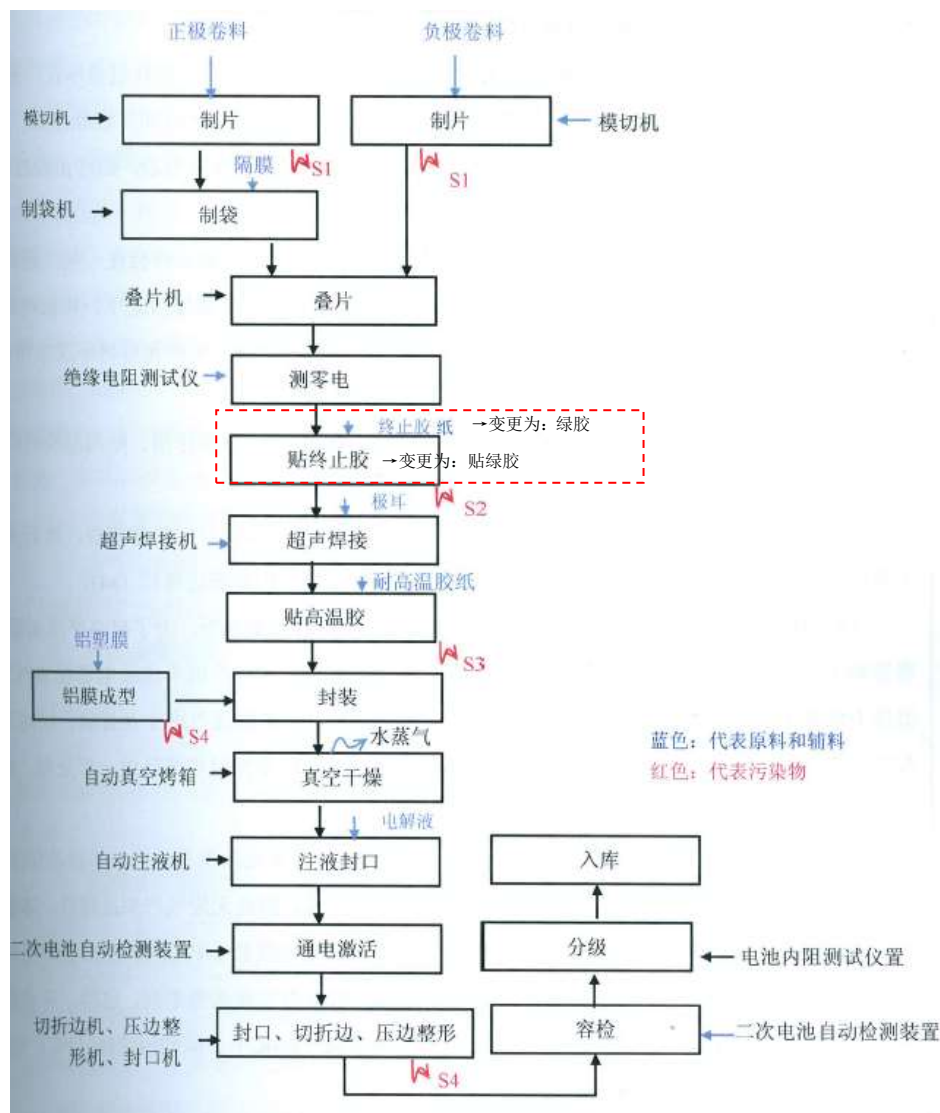 正极卷料
负极卷料
模切机
制片
制片
模切机
S1
隔膜
S1
制袋机
制袋
叠片机
叠片
绝缘电阻测试仪
测零电
终止胶纸 →变更为：绿胶
贴终止胶 →变更为：贴绿胶
S2
极耳
超声焊接机
超声焊接
耐高温胶纸
贴高温胶
S3
铝塑膜
铝膜成型
封装
S4
水蒸气
蓝色：代表原料和辅料
红色：代表污染物
自动真空烤箱
真空干燥
电解液
自动注液机
注液封口
入库
二次电池自动检测装置
通电激活
分级
电池内阻测试仪置
切折边机、压边整
形机、封口机
封口、切折边、压边整形
容检
二次电池自动检测装置
S4